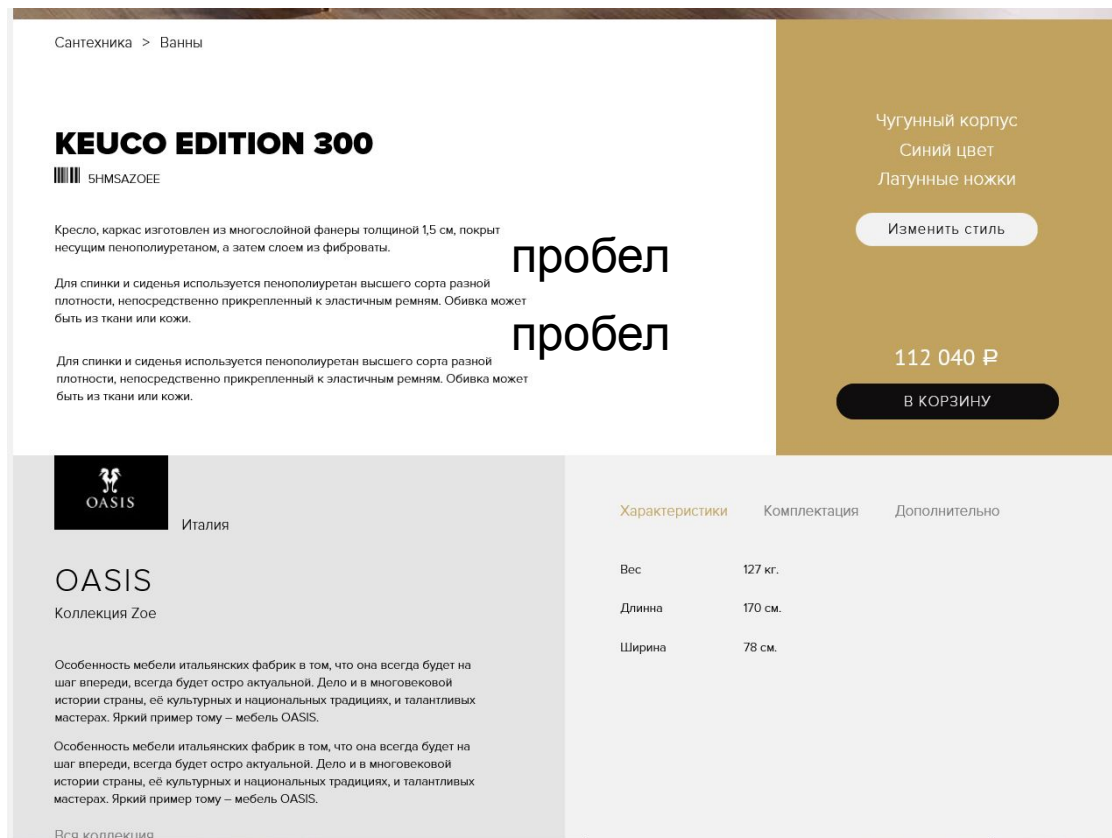 Сантехника > Ванны
KEUCO EDITION 300
5HMSAZOEE
Кресло, каркас изготовлен из многослойной фанеры толщиной 1,5 см, покрыт
несущим пенополиуретаном, а затем слоем из фиброваты.
пробел
Для спинки и сиденья используется пенополиуретан высшего сорта разной
плотности, непосредственно прикрепленный к эластичным ремням. Обивка может
быть из ткани или кожи.
пробел
Для спинки и сиденья используется пенополиуретан высшего сорта разной
плотности, непосредственно прикрепленный к эластичным ремням. Обивка может
быть из ткани или кожи.
Чугунный корпус
Синий цвет
Латунные ножки
Изменить стиль
112 040 ₽
В КОРЗИНУ
OASIS
Италия
OASIS
Коллекция Zoe
Особенность мебели итальянских фабрик в том, что она всегда будет на
шаг впереди, всегда будет остро актуальной. Дело и в многовековой
истории страны, её культурных и национальных традициях, и талантливых
мастерах. Яркий пример тому – мебель OASIS.
Особенность мебели итальянских фабрик в том, что она всегда будет на
шаг впереди, всегда будет остро актуальной. Дело и в многовековой
истории страны, её культурных и национальных традициях, и талантливых
мастерах. Яркий пример тому – мебель OASIS.
Вся коллекция
Характеристики Комплектация Дополнительно
Вес 127 кг.
Длинна 170 см.
Ширина 78 см.